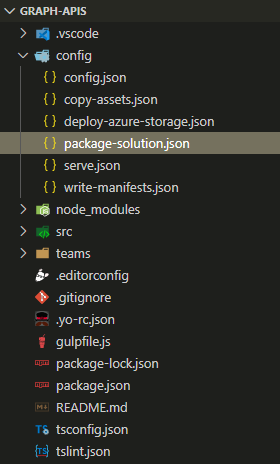 GRAPH-APIS
.vscode
config
{ } config.json
{ } copy-assets.json
{ } deploy-azure-storage.json
{ } package-solution.json
{ } serve.json
{ } write-manifests.json
node_modules
src
teams
.editorconfig
.gitignore
.yo-rc.json
gulpfile.js
package-lock.json
package.json
README.md
TS tsconfig.json
TS tslint.json